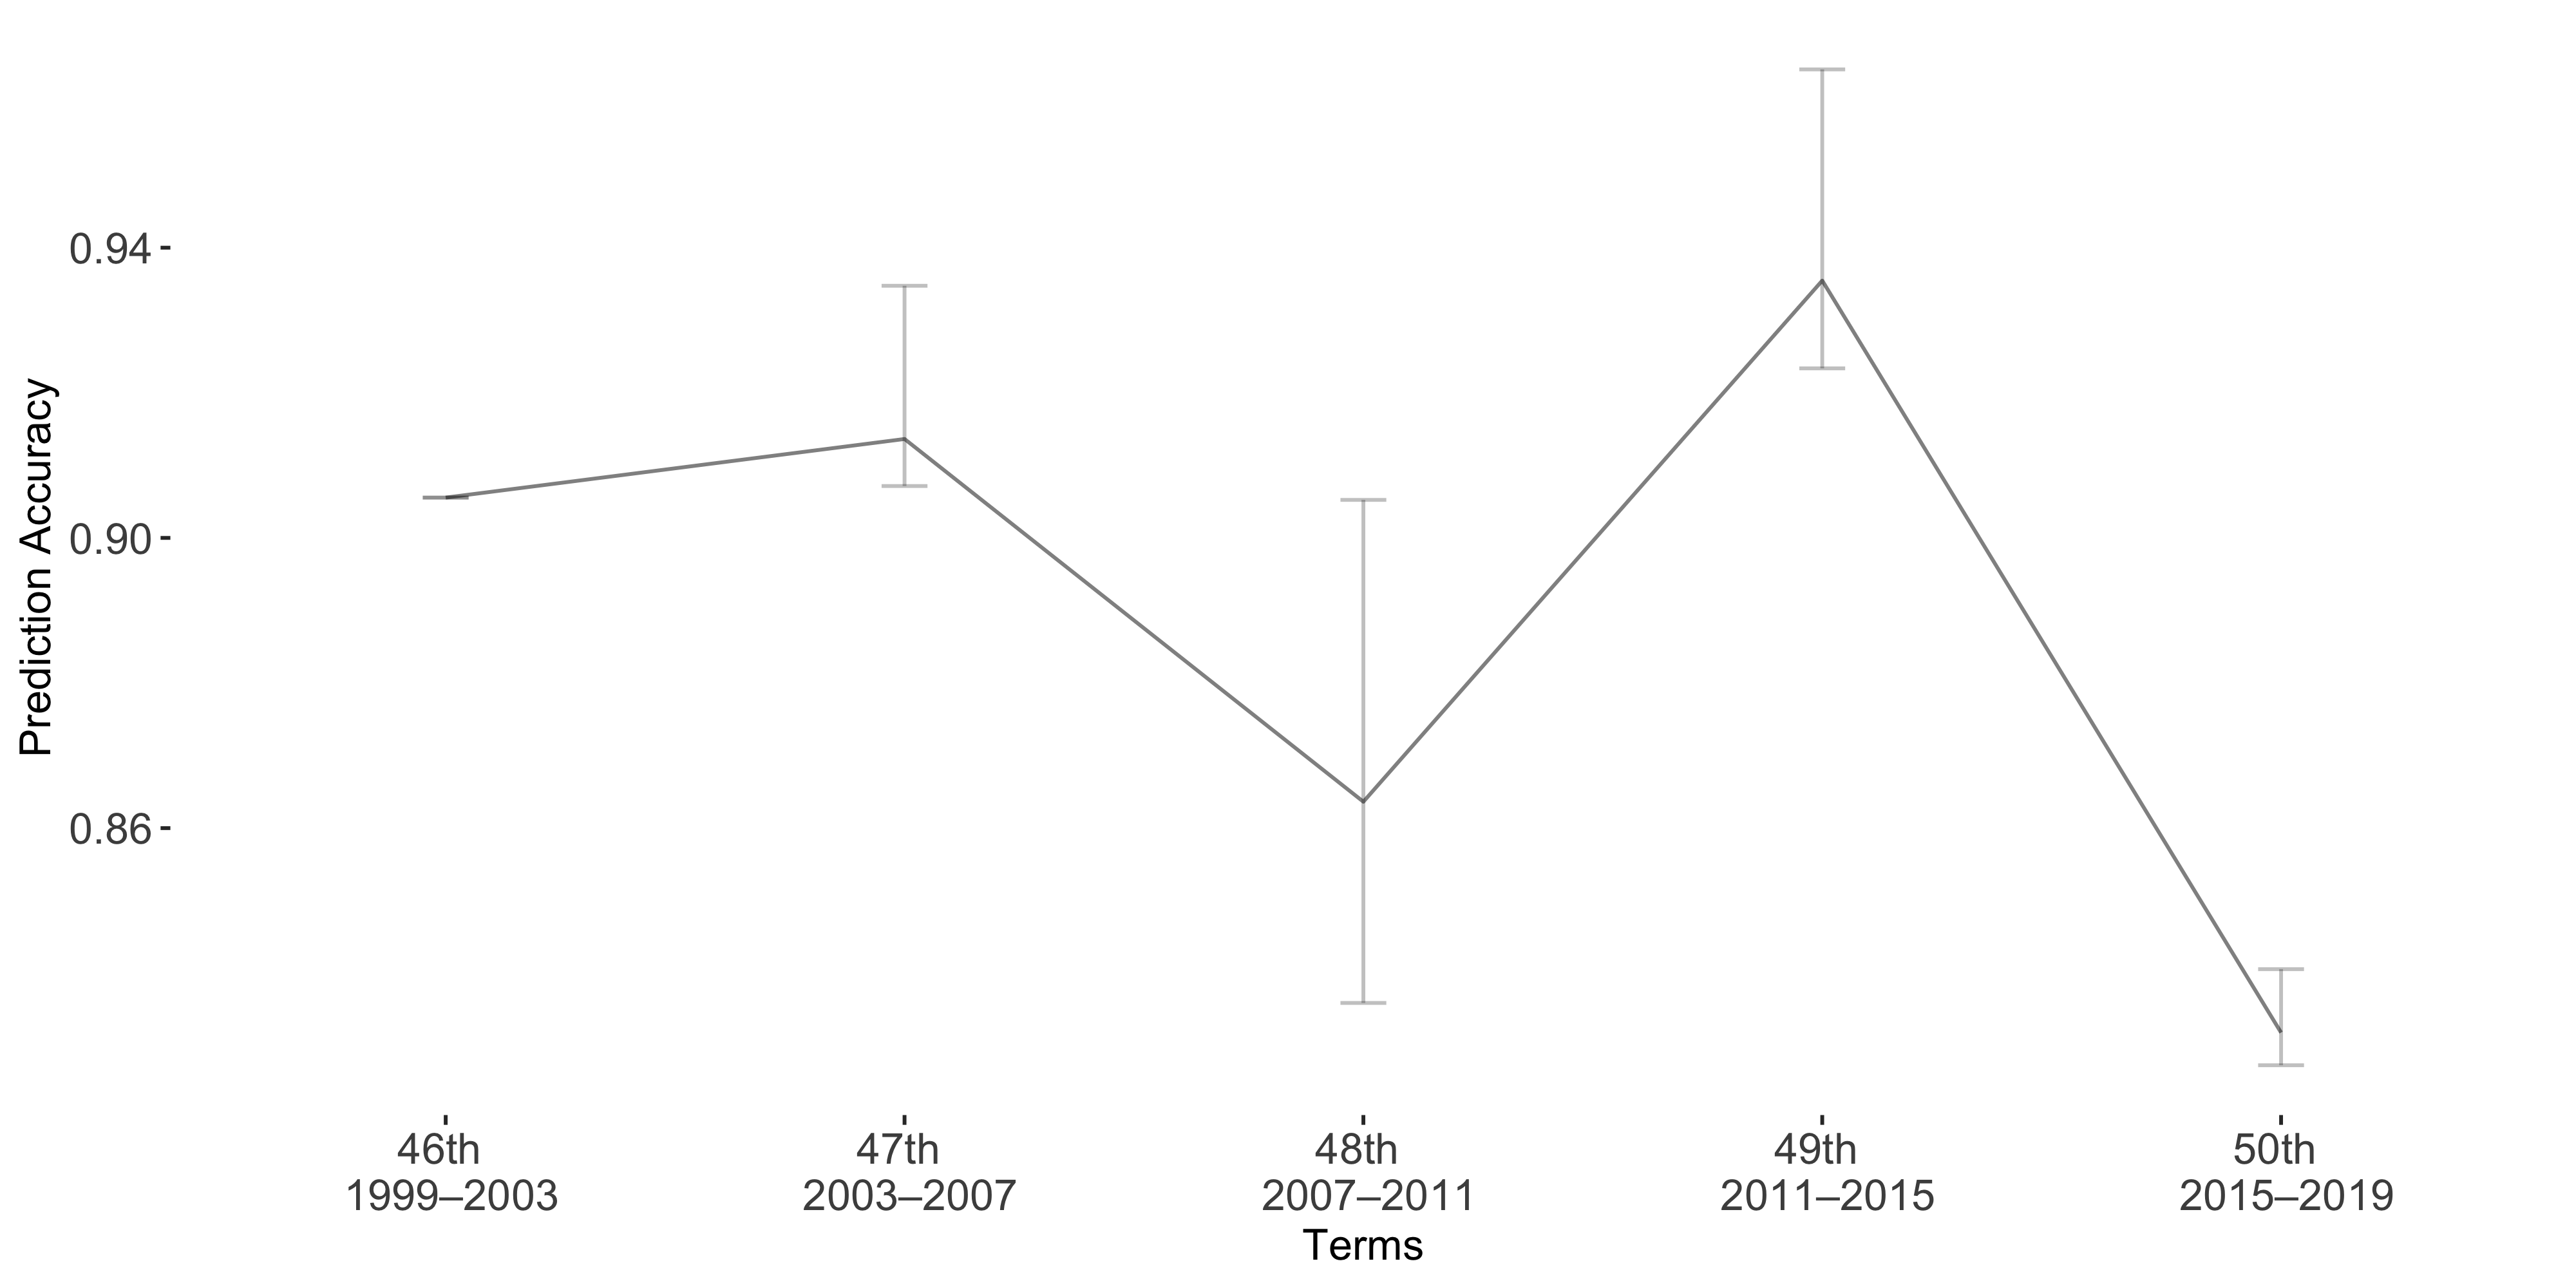 Prediction Accuracy
0.94
0.90
0.86
46th
1999–2003
47th
2003–2007
48th
2007–2011
49th
2011–2015
50th
2015–2019
Terms